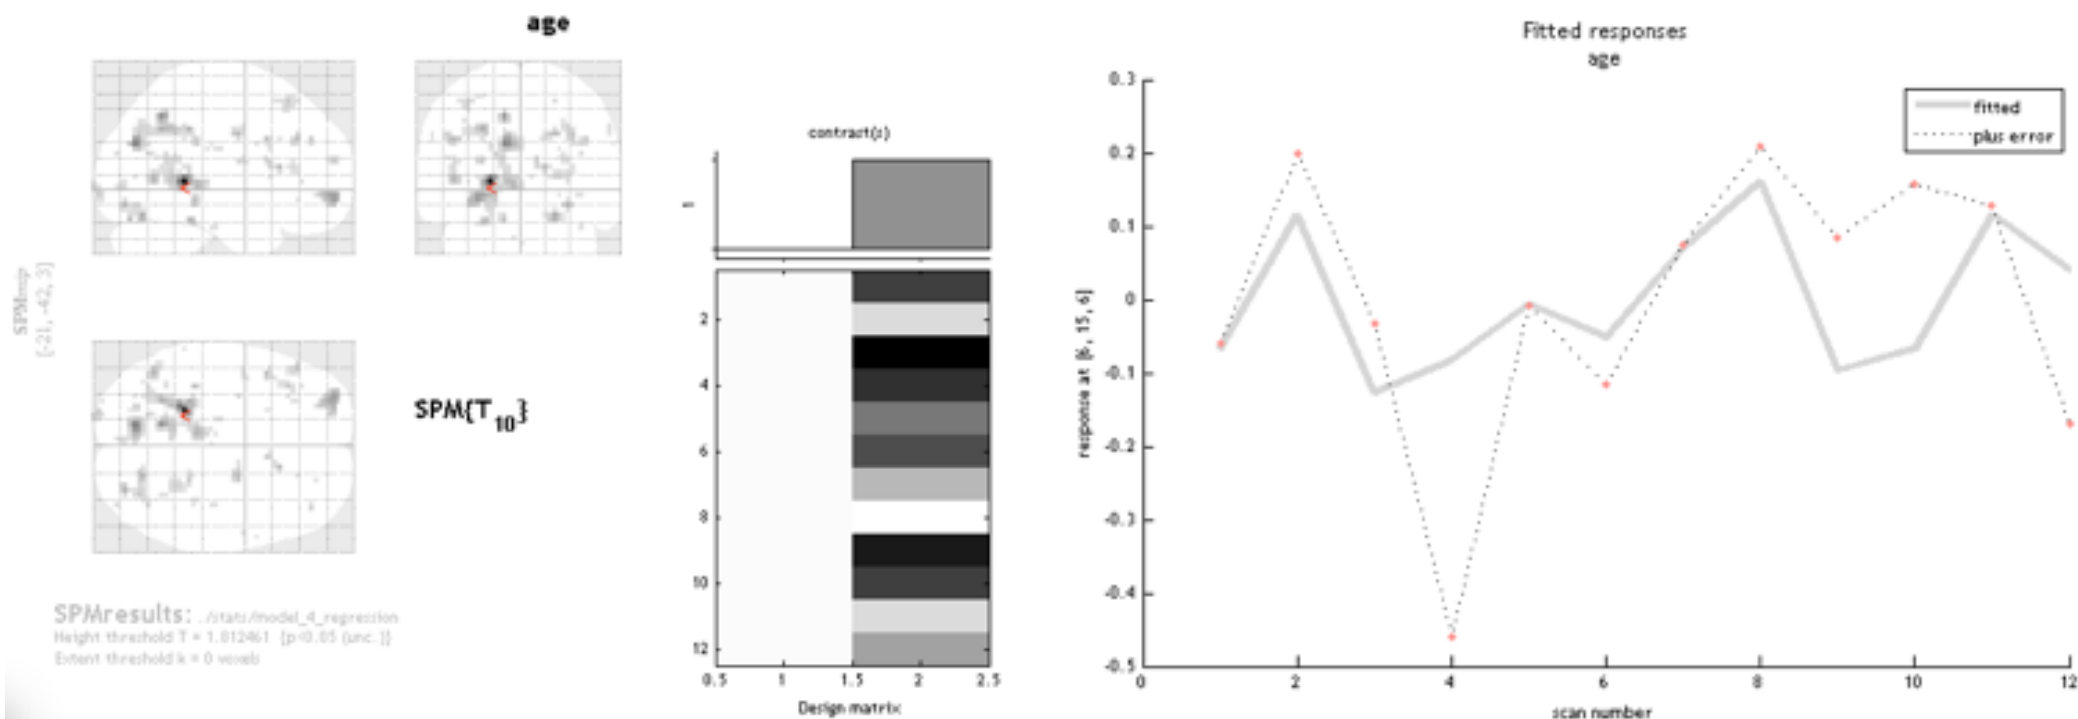 age
SPMmip
[-21, -42, 3]
SPM{T10}
SPMresults: ../stats/model_4_regression
Height threshold T = 1.812461 {p<0.05 (unc.)}
Extent threshold k = 0 voxels
contrast(s)
1
2
4
6
8
10
12
0.5 1 1.5 2 2.5
Design matrix
Fitted responses
age
fitted
plus error
0.3
0.2
0.1
0
-0.1
-0.2
-0.3
-0.4
-0.5
response at [6, 15, 6]
0 2 4 6 8 10 12
scan number